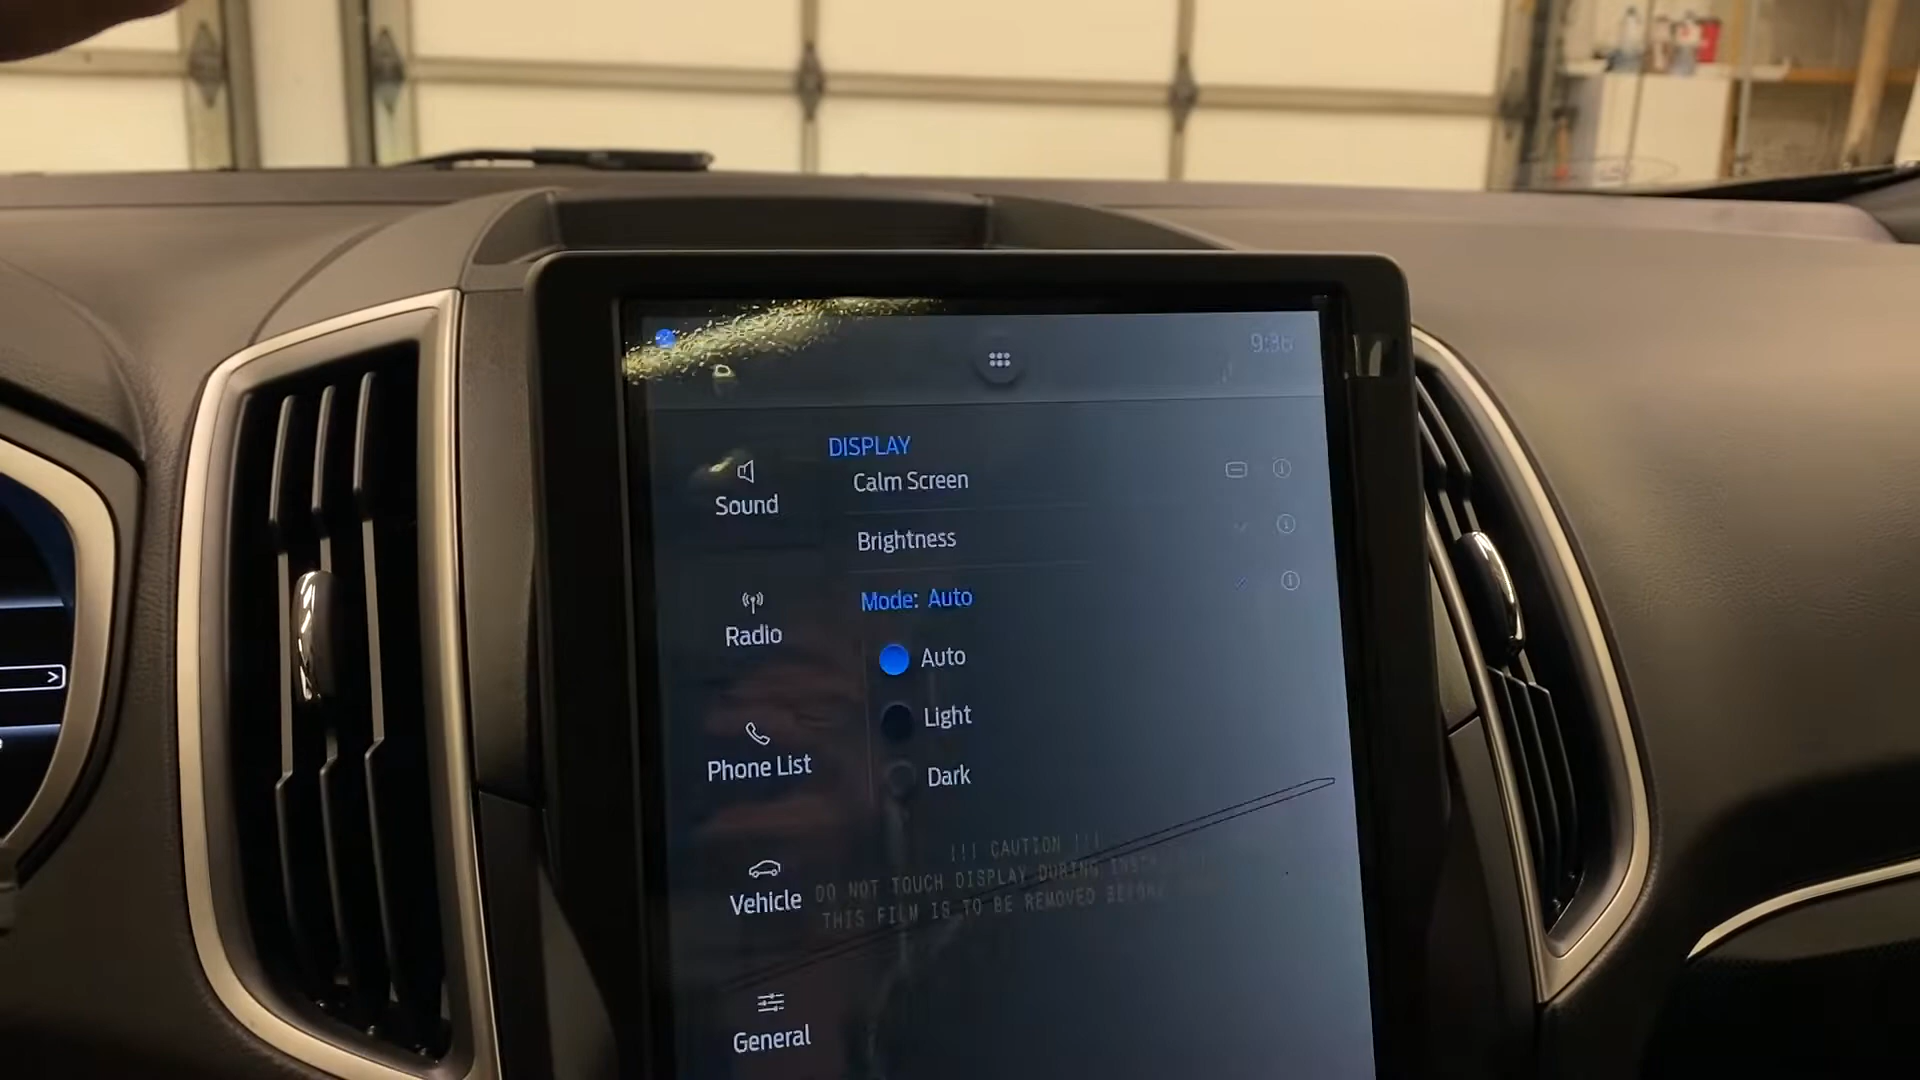 9:36
DISPLAY
Calm Screen
Sound
Brightness
Mode: Auto
Radio
Auto
Light
Phone List
Dark
!!! CAUTION !!!
DO NOT TOUCH DISPLAY DURING
Vehicle
THIS FILM IS TO BE REMOVED BEFORE
General